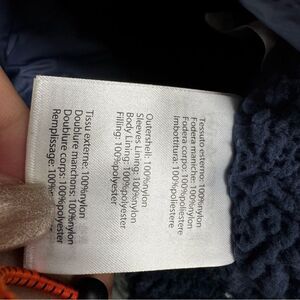 Tessuto esterno: 100%nylon
Fodera maniche: 100%nylon
Fodera corpo: 100%poliestere
Imbottitura: 100%poliestere
Outershell: 100%nylon
Sleeves Lining: 100%nylon
Body Lining: 100%polyester
Filling: 100%polyester
Tissu externe: 100%nylon
Doublure manchons: 100%nylon
Doublure corps: 100%polyester
Remplissage: 100%